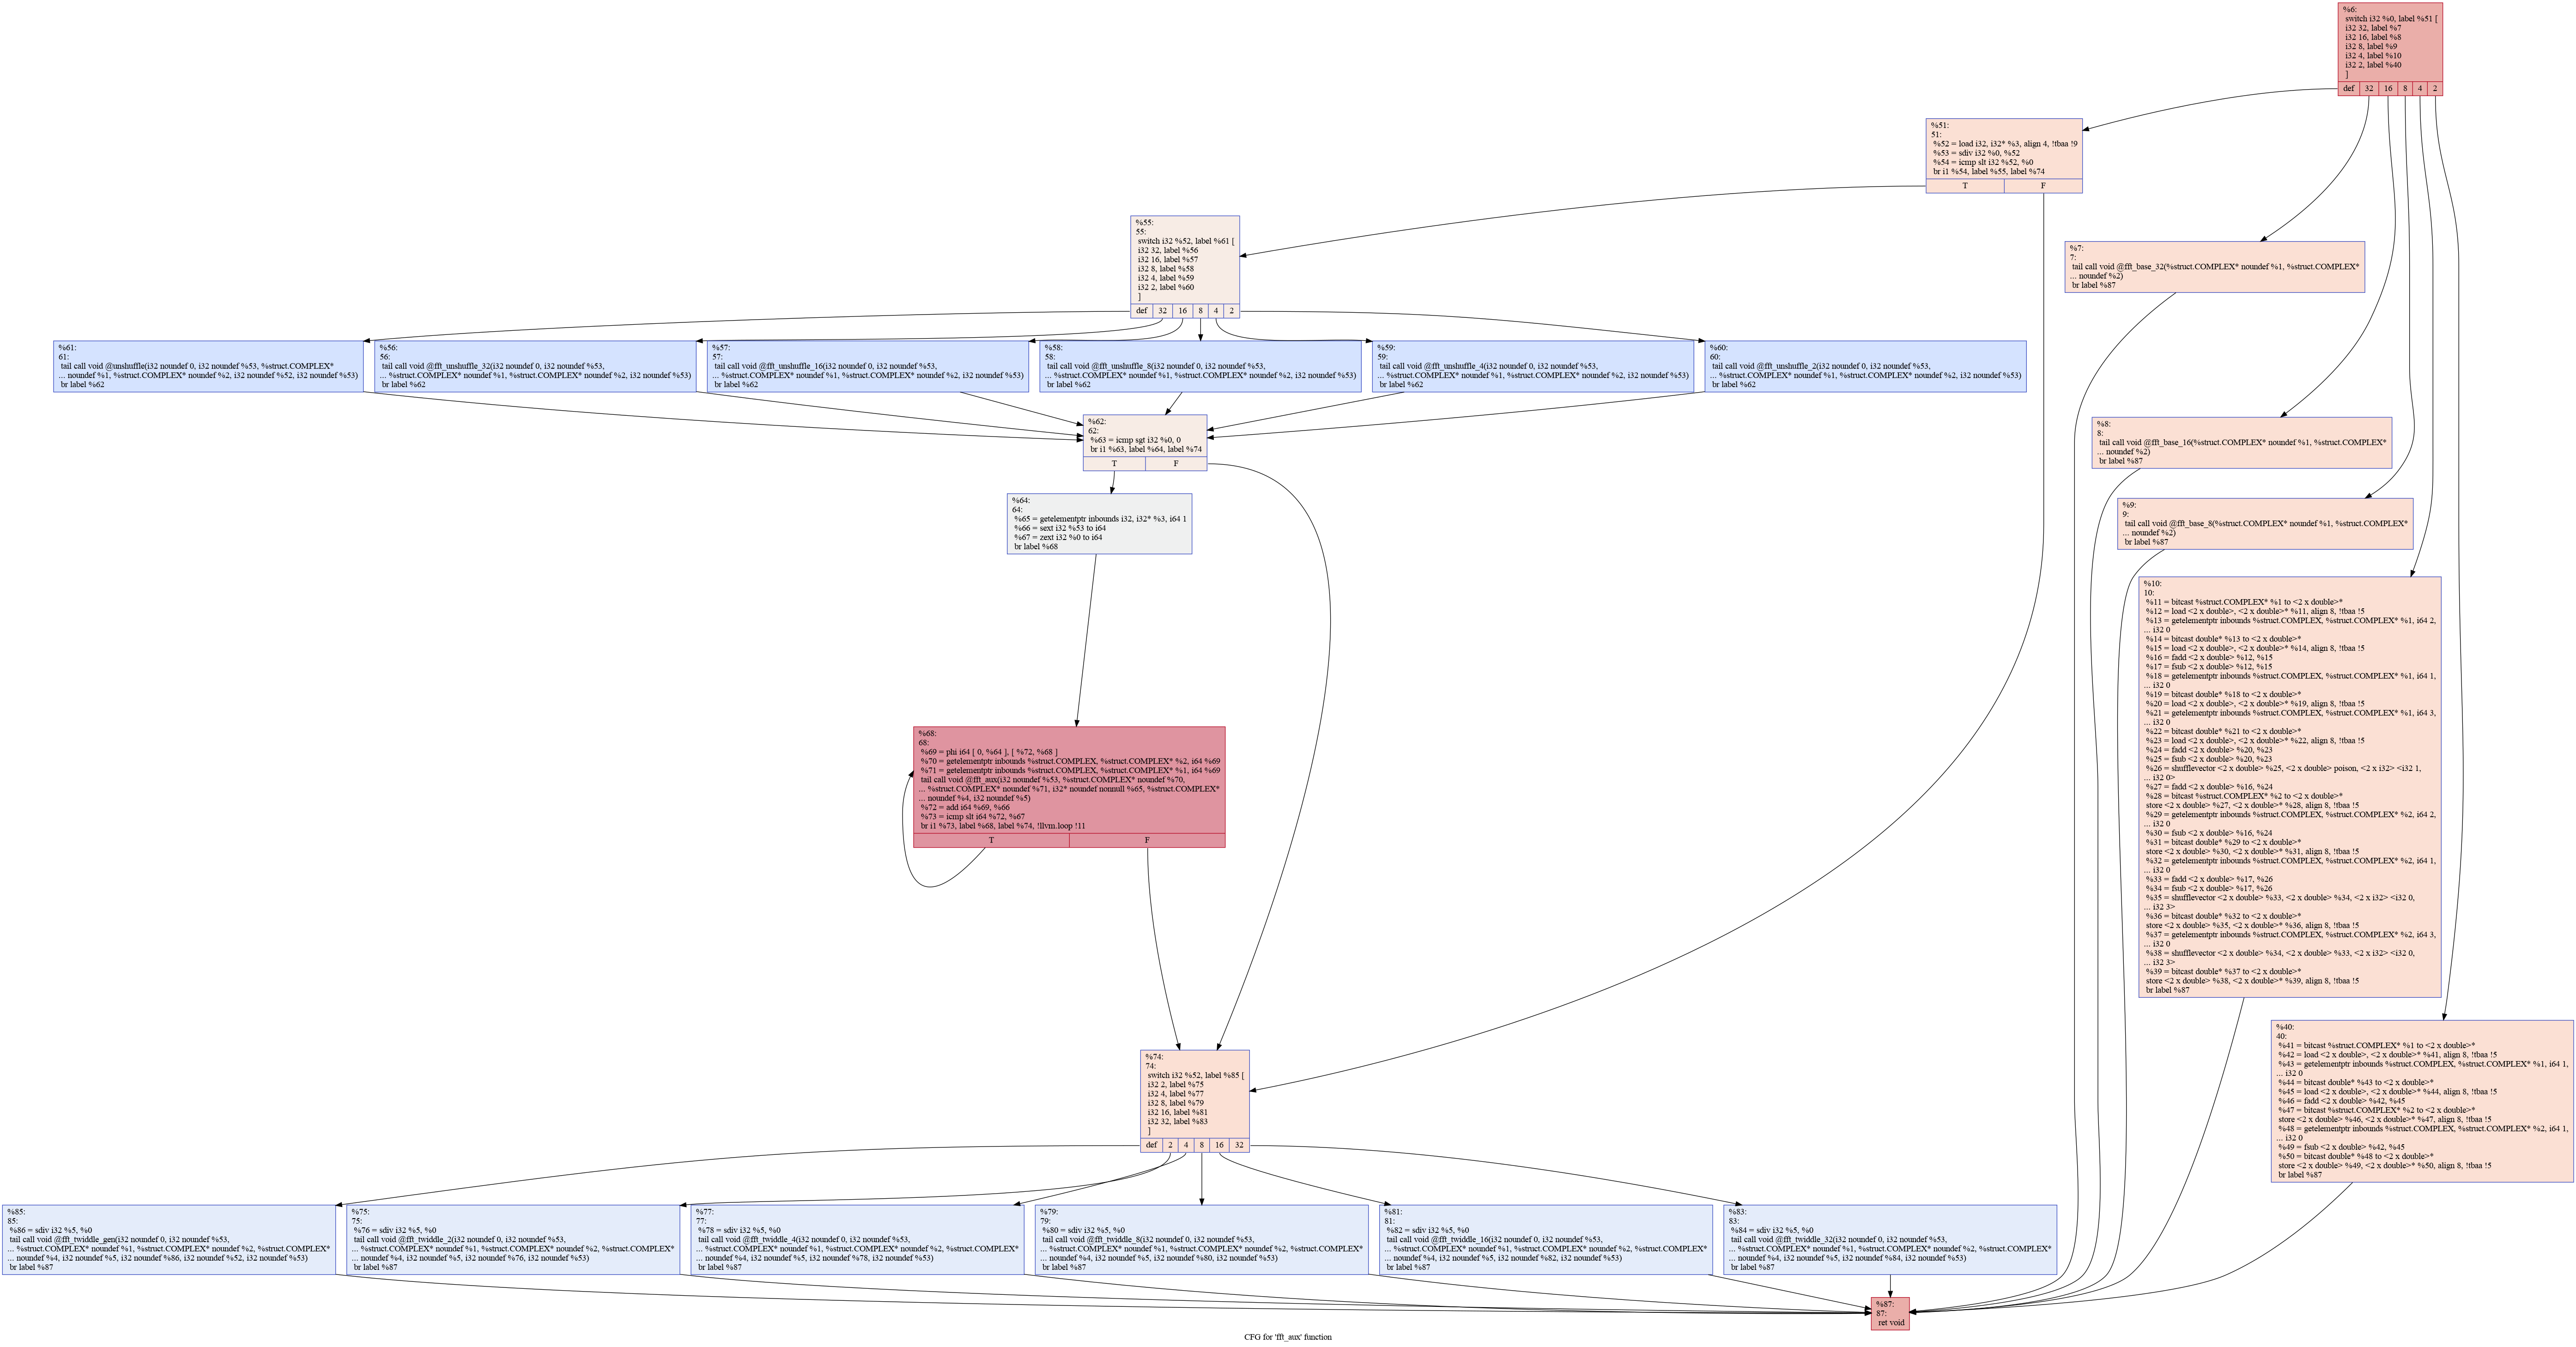 %6:
switch i32 %0, label %51 [
i32 32, label %7
i32 16, label %8
i32 8, label %9
i32 4, label %10
i32 2, label %40
]
def 32 16 8 4 2
%51:
51:
%52 = load i32, i32* %3, align 4, !tbaa !9
%53 = sdiv i32 %0, %52
%54 = icmp slt i32 %52, %0
br i1 %54, label %55, label %74
T F
%55:
55:
switch i32 %52, label %61 [
i32 32, label %56
i32 16, label %57
i32 8, label %58
i32 4, label %59
i32 2, label %60
]
def 32 16 8 4 2
%7:
7:
tail call void @fft_base_32(%struct.COMPLEX* noundef %1, %struct.COMPLEX*
... noundef %2)
br label %87
%61:
61:
tail call void @unshuffle(i32 noundef 0, i32 noundef %53, %struct.COMPLEX*
... noundef %1, %struct.COMPLEX* noundef %2, i32 noundef %52, i32 noundef %53)
br label %62
%56:
56:
tail call void @fft_unshuffle_32(i32 noundef 0, i32 noundef %53,
... %struct.COMPLEX* noundef %1, %struct.COMPLEX* noundef %2, i32 noundef %53)
br label %62
%57:
57:
tail call void @fft_unshuffle_16(i32 noundef 0, i32 noundef %53,
... %struct.COMPLEX* noundef %1, %struct.COMPLEX* noundef %2, i32 noundef %53)
br label %62
%58:
58:
tail call void @fft_unshuffle_8(i32 noundef 0, i32 noundef %53,
... %struct.COMPLEX* noundef %1, %struct.COMPLEX* noundef %2, i32 noundef %53)
br label %62
%59:
59:
tail call void @fft_unshuffle_4(i32 noundef 0, i32 noundef %53,
... %struct.COMPLEX* noundef %1, %struct.COMPLEX* noundef %2, i32 noundef %53)
br label %62
%60:
60:
tail call void @fft_unshuffle_2(i32 noundef 0, i32 noundef %53,
... %struct.COMPLEX* noundef %1, %struct.COMPLEX* noundef %2, i32 noundef %53)
br label %62
%62:
62:
%63 = icmp sgt i32 %0, 0
br i1 %63, label %64, label %74
T F
%8:
8:
tail call void @fft_base_16(%struct.COMPLEX* noundef %1, %struct.COMPLEX*
... noundef %2)
br label %87
%64:
64:
%65 = getelementptr inbounds i32, i32* %3, i64 1
%66 = sext i32 %53 to i64
%67 = zext i32 %0 to i64
br label %68
%9:
9:
tail call void @fft_base_8(%struct.COMPLEX* noundef %1, %struct.COMPLEX*
... noundef %2)
br label %87
%10:
10:
%11 = bitcast %struct.COMPLEX* %1 to <2 x double>*
%12 = load <2 x double>, <2 x double>* %11, align 8, !tbaa !5
%13 = getelementptr inbounds %struct.COMPLEX, %struct.COMPLEX* %1, i64 2,
... i32 0
%14 = bitcast double* %13 to <2 x double>*
%15 = load <2 x double>, <2 x double>* %14, align 8, !tbaa !5
%16 = fadd <2 x double> %12, %15
%17 = fsub <2 x double> %12, %15
%18 = getelementptr inbounds %struct.COMPLEX, %struct.COMPLEX* %1, i64 1,
... i32 0
%19 = bitcast double* %18 to <2 x double>*
%20 = load <2 x double>, <2 x double>* %19, align 8, !tbaa !5
%21 = getelementptr inbounds %struct.COMPLEX, %struct.COMPLEX* %1, i64 3,
... i32 0
%22 = bitcast double* %21 to <2 x double>*
%23 = load <2 x double>, <2 x double>* %22, align 8, !tbaa !5
%24 = fadd <2 x double> %20, %23
%25 = fsub <2 x double> %20, %23
%26 = shufflevector <2 x double> %25, <2 x double> poison, <2 x i32> <i32 1,
... i32 0>
%27 = fadd <2 x double> %16, %24
%28 = bitcast %struct.COMPLEX* %2 to <2 x double>*
store <2 x double> %27, <2 x double>* %28, align 8, !tbaa !5
%29 = getelementptr inbounds %struct.COMPLEX, %struct.COMPLEX* %2, i64 2,
... i32 0
%30 = fsub <2 x double> %16, %24
%31 = bitcast double* %29 to <2 x double>*
store <2 x double> %30, <2 x double>* %31, align 8, !tbaa !5
%32 = getelementptr inbounds %struct.COMPLEX, %struct.COMPLEX* %2, i64 1,
... i32 0
%33 = fadd <2 x double> %17, %26
%34 = fsub <2 x double> %17, %26
%35 = shufflevector <2 x double> %33, <2 x double> %34, <2 x i32> <i32 0,
... i32 3>
%36 = bitcast double* %32 to <2 x double>*
store <2 x double> %35, <2 x double>* %36, align 8, !tbaa !5
%37 = getelementptr inbounds %struct.COMPLEX, %struct.COMPLEX* %2, i64 3,
... i32 0
%38 = shufflevector <2 x double> %34, <2 x double> %33, <2 x i32> <i32 0,
... i32 3>
%39 = bitcast double* %37 to <2 x double>*
store <2 x double> %38, <2 x double>* %39, align 8, !tbaa !5
br label %87
%68:
68:
%69 = phi i64 [ 0, %64 ], [ %72, %68 ]
%70 = getelementptr inbounds %struct.COMPLEX, %struct.COMPLEX* %2, i64 %69
%71 = getelementptr inbounds %struct.COMPLEX, %struct.COMPLEX* %1, i64 %69
tail call void @fft_aux(i32 noundef %53, %struct.COMPLEX* noundef %70,
... %struct.COMPLEX* noundef %71, i32* noundef nonnull %65, %struct.COMPLEX*
... noundef %4, i32 noundef %5)
%72 = add i64 %69, %66
%73 = icmp slt i64 %72, %67
br i1 %73, label %68, label %74, !llvm.loop !11
T F
%40:
40:
%41 = bitcast %struct.COMPLEX* %1 to <2 x double>*
%42 = load <2 x double>, <2 x double>* %41, align 8, !tbaa !5
%43 = getelementptr inbounds %struct.COMPLEX, %struct.COMPLEX* %1, i64 1,
... i32 0
%44 = bitcast double* %43 to <2 x double>*
%45 = load <2 x double>, <2 x double>* %44, align 8, !tbaa !5
%46 = fadd <2 x double> %42, %45
%47 = bitcast %struct.COMPLEX* %2 to <2 x double>*
store <2 x double> %46, <2 x double>* %47, align 8, !tbaa !5
%48 = getelementptr inbounds %struct.COMPLEX, %struct.COMPLEX* %2, i64 1,
... i32 0
%49 = fsub <2 x double> %42, %45
%50 = bitcast double* %48 to <2 x double>*
store <2 x double> %49, <2 x double>* %50, align 8, !tbaa !5
br label %87
%74:
74:
switch i32 %52, label %85 [
i32 2, label %75
i32 4, label %77
i32 8, label %79
i32 16, label %81
i32 32, label %83
]
def 2 4 8 16 32
%85:
85:
%86 = sdiv i32 %5, %0
tail call void @fft_twiddle_gen(i32 noundef 0, i32 noundef %53,
... %struct.COMPLEX* noundef %1, %struct.COMPLEX* noundef %2, %struct.COMPLEX*
... noundef %4, i32 noundef %5, i32 noundef %86, i32 noundef %52, i32 noundef %53)
br label %87
%75:
75:
%76 = sdiv i32 %5, %0
tail call void @fft_twiddle_2(i32 noundef 0, i32 noundef %53,
... %struct.COMPLEX* noundef %1, %struct.COMPLEX* noundef %2, %struct.COMPLEX*
... noundef %4, i32 noundef %5, i32 noundef %76, i32 noundef %53)
br label %87
%77:
77:
%78 = sdiv i32 %5, %0
tail call void @fft_twiddle_4(i32 noundef 0, i32 noundef %53,
... %struct.COMPLEX* noundef %1, %struct.COMPLEX* noundef %2, %struct.COMPLEX*
... noundef %4, i32 noundef %5, i32 noundef %78, i32 noundef %53)
br label %87
%79:
79:
%80 = sdiv i32 %5, %0
tail call void @fft_twiddle_8(i32 noundef 0, i32 noundef %53,
... %struct.COMPLEX* noundef %1, %struct.COMPLEX* noundef %2, %struct.COMPLEX*
... noundef %4, i32 noundef %5, i32 noundef %80, i32 noundef %53)
br label %87
%81:
81:
%82 = sdiv i32 %5, %0
tail call void @fft_twiddle_16(i32 noundef 0, i32 noundef %53,
... %struct.COMPLEX* noundef %1, %struct.COMPLEX* noundef %2, %struct.COMPLEX*
... noundef %4, i32 noundef %5, i32 noundef %82, i32 noundef %53)
br label %87
%83:
83:
%84 = sdiv i32 %5, %0
tail call void @fft_twiddle_32(i32 noundef 0, i32 noundef %53,
... %struct.COMPLEX* noundef %1, %struct.COMPLEX* noundef %2, %struct.COMPLEX*
... noundef %4, i32 noundef %5, i32 noundef %84, i32 noundef %53)
br label %87
%87:
87:
ret void
CFG for 'fft_aux' function